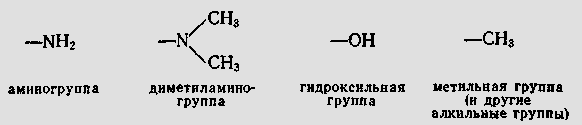 —NH₂ —N CH₃ CH₃ —OH —CH₃
аминогруппа диметиламино- гидроксильная метильная группа
группа группа (и другие
алкильные группы)